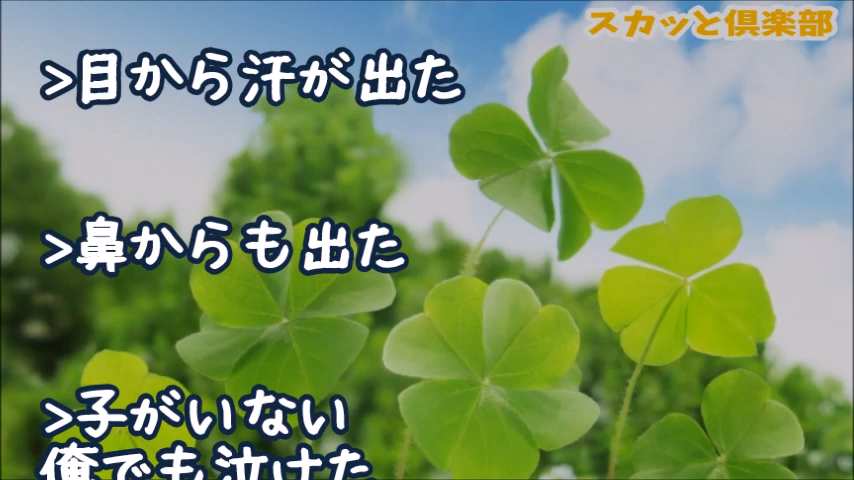 スカッと倶楽部
>目から汗が出た
>鼻からも出た
>子がいない
俺でも泣けた